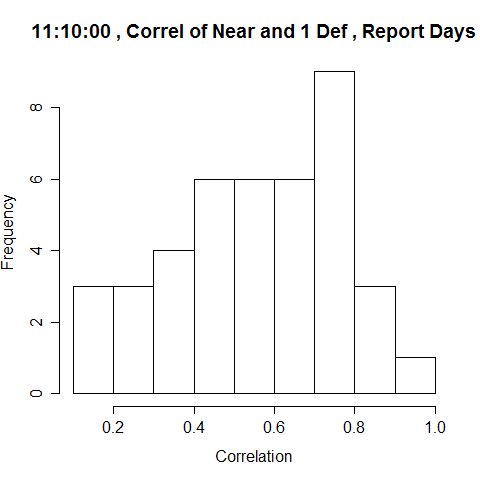 11:10:00 , Correl of Near and 1 Def , Report Days
Frequency
8
6
4
2
0
0.2 0.4 0.6 0.8 1.0
Correlation